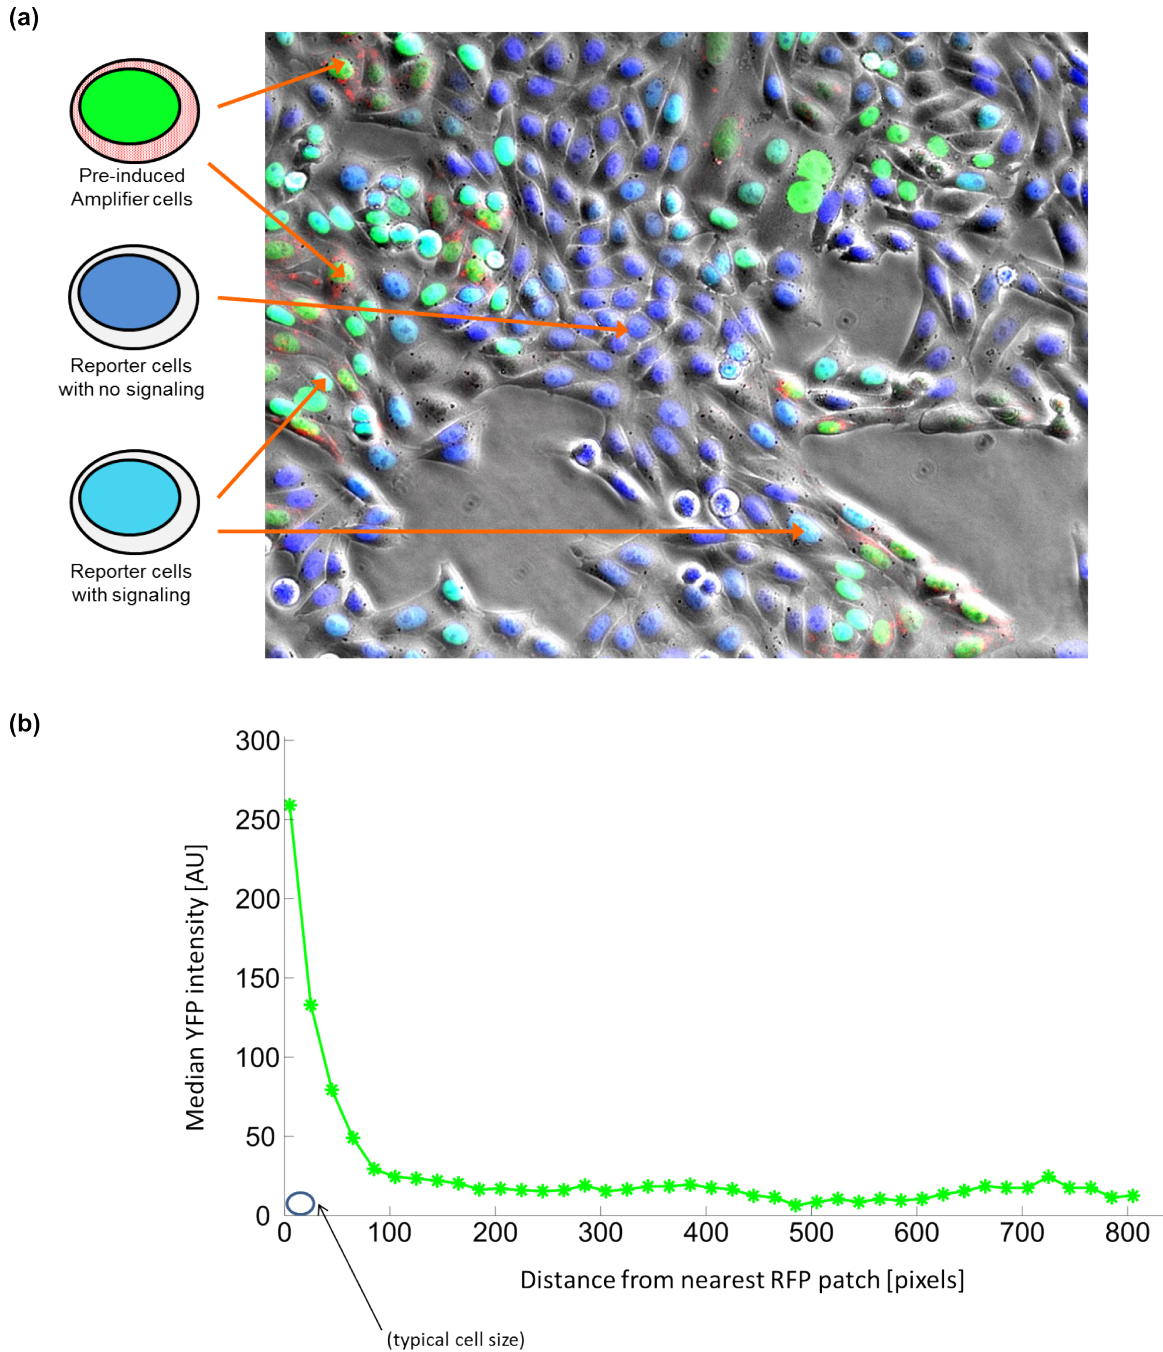 (a)
Pre-induced
Amplifier cells
Reporter cells
with no signaling
Reporter cells
with signaling
(b)
300
250
200
150
100
50
0
Median YFP intensity [AU]
0 100 200 300 400 500 600 700 800
Distance from nearest RFP patch [pixels]
(typical cell size)